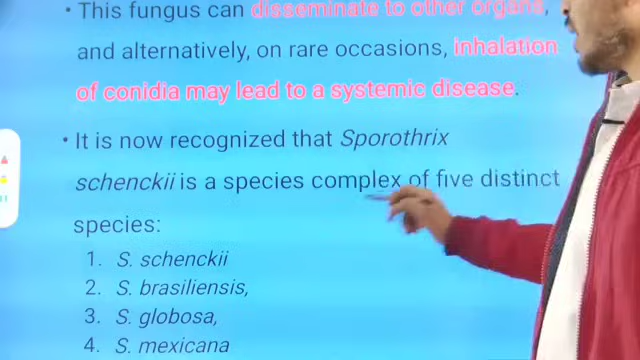 • This fungus can disseminate to other organs,
and alternatively, on rare occasions, inhalation
of conidia may lead to a systemic disease.
• It is now recognized that Sporothrix
schenckii is a species complex of five distinct
species:
1. S. schenckii
2. S. brasiliensis,
3. S. globosa,
4. S. mexicana